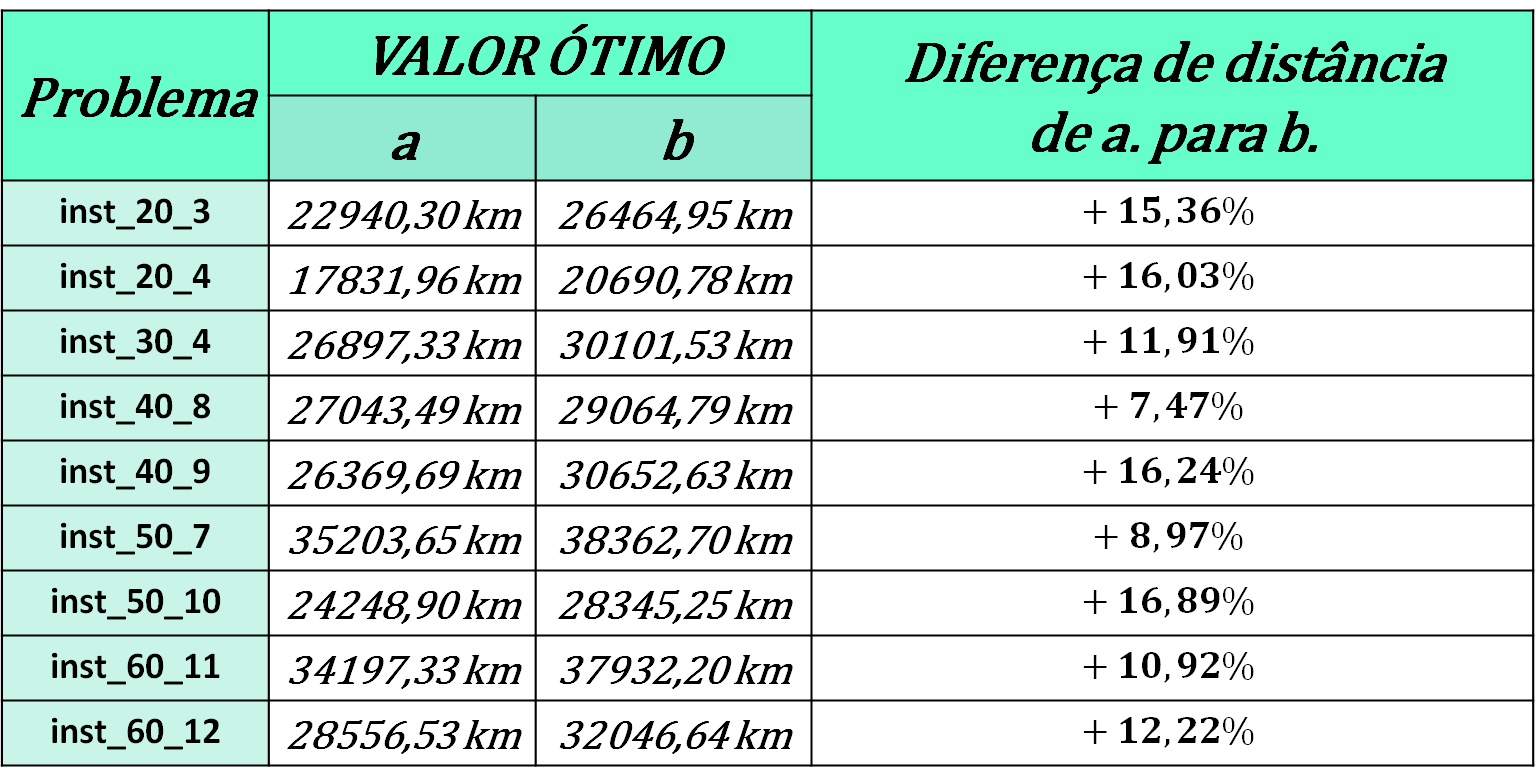 Problema
VALOR ÓTIMO
Diferença de distância
de a. para b.
a b
inst_20_3 22940,30 km 26464,95 km + 15,36%
inst_20_4 17831,96 km 20690,78 km + 16,03%
inst_30_4 26897,33 km 30101,53 km + 11,91%
inst_40_8 27043,49 km 29064,79 km + 7,47%
inst_40_9 26369,69 km 30652,63 km + 16,24%
inst_50_7 35203,65 km 38362,70 km + 8,97%
inst_50_10 24248,90 km 28345,25 km + 16,89%
inst_60_11 34197,33 km 37932,20 km + 10,92%
inst_60_12 28556,53 km 32046,64 km + 12,22%